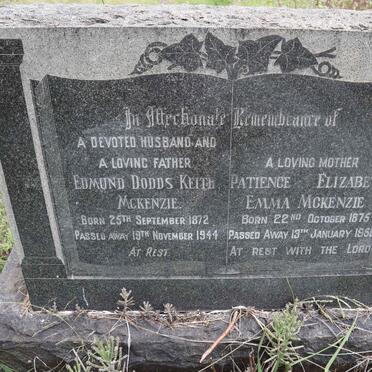 In Affectionate Remembrance of
A DEVOTED HUSBAND AND
A LOVING FATHER
EDMUND DODDS KEITH
MCKENZIE.
BORN 25TH SEPTEMBER 1872
PASSED AWAY 19TH NOVEMBER 1944
AT REST
A LOVING MOTHER
PATIENCE ELIZABET
EMMA MCKENZIE
BORN 22ND OCTOBER 1875
PASSED AWAY 13TH JANUARY
AT REST WITH THE LORD